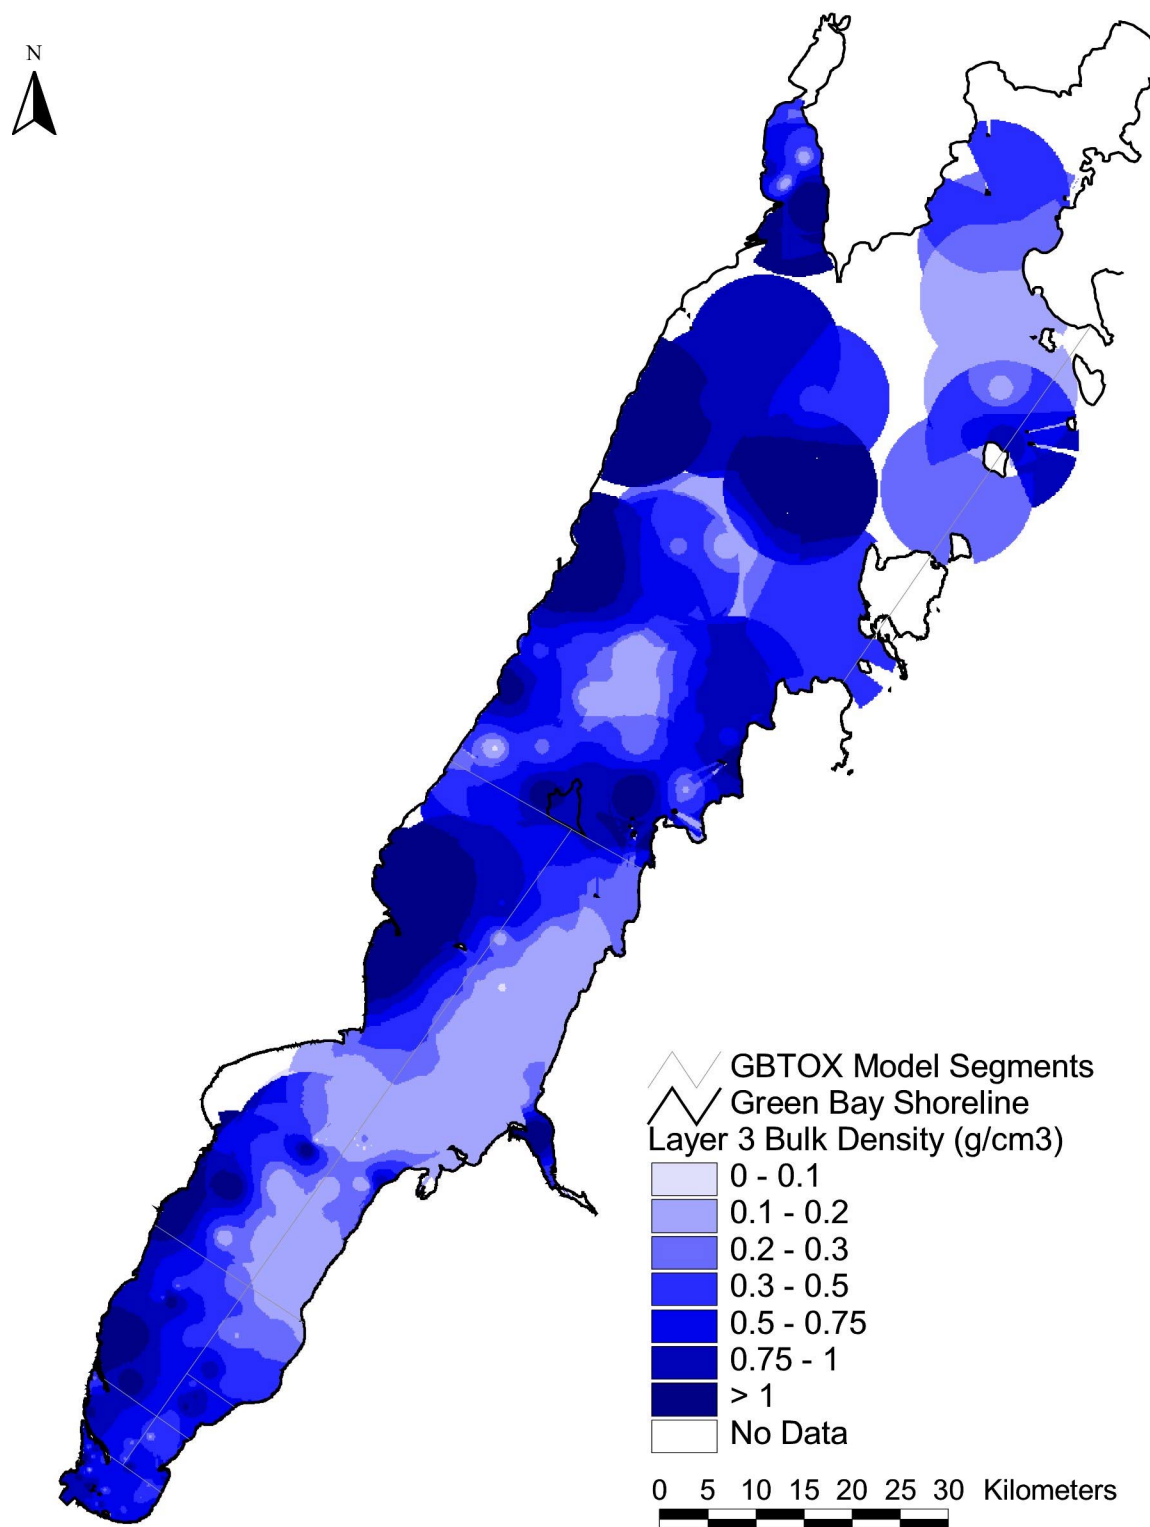 N
GBTOX Model Segments
Green Bay Shoreline
Layer 3 Bulk Density (g/cm3)
0 - 0.1
0.1 - 0.2
0.2 - 0.3
0.3 - 0.5
0.5 - 0.75
0.75 - 1
> 1
No Data
0 5 10 15 20 25 30 Kilometers